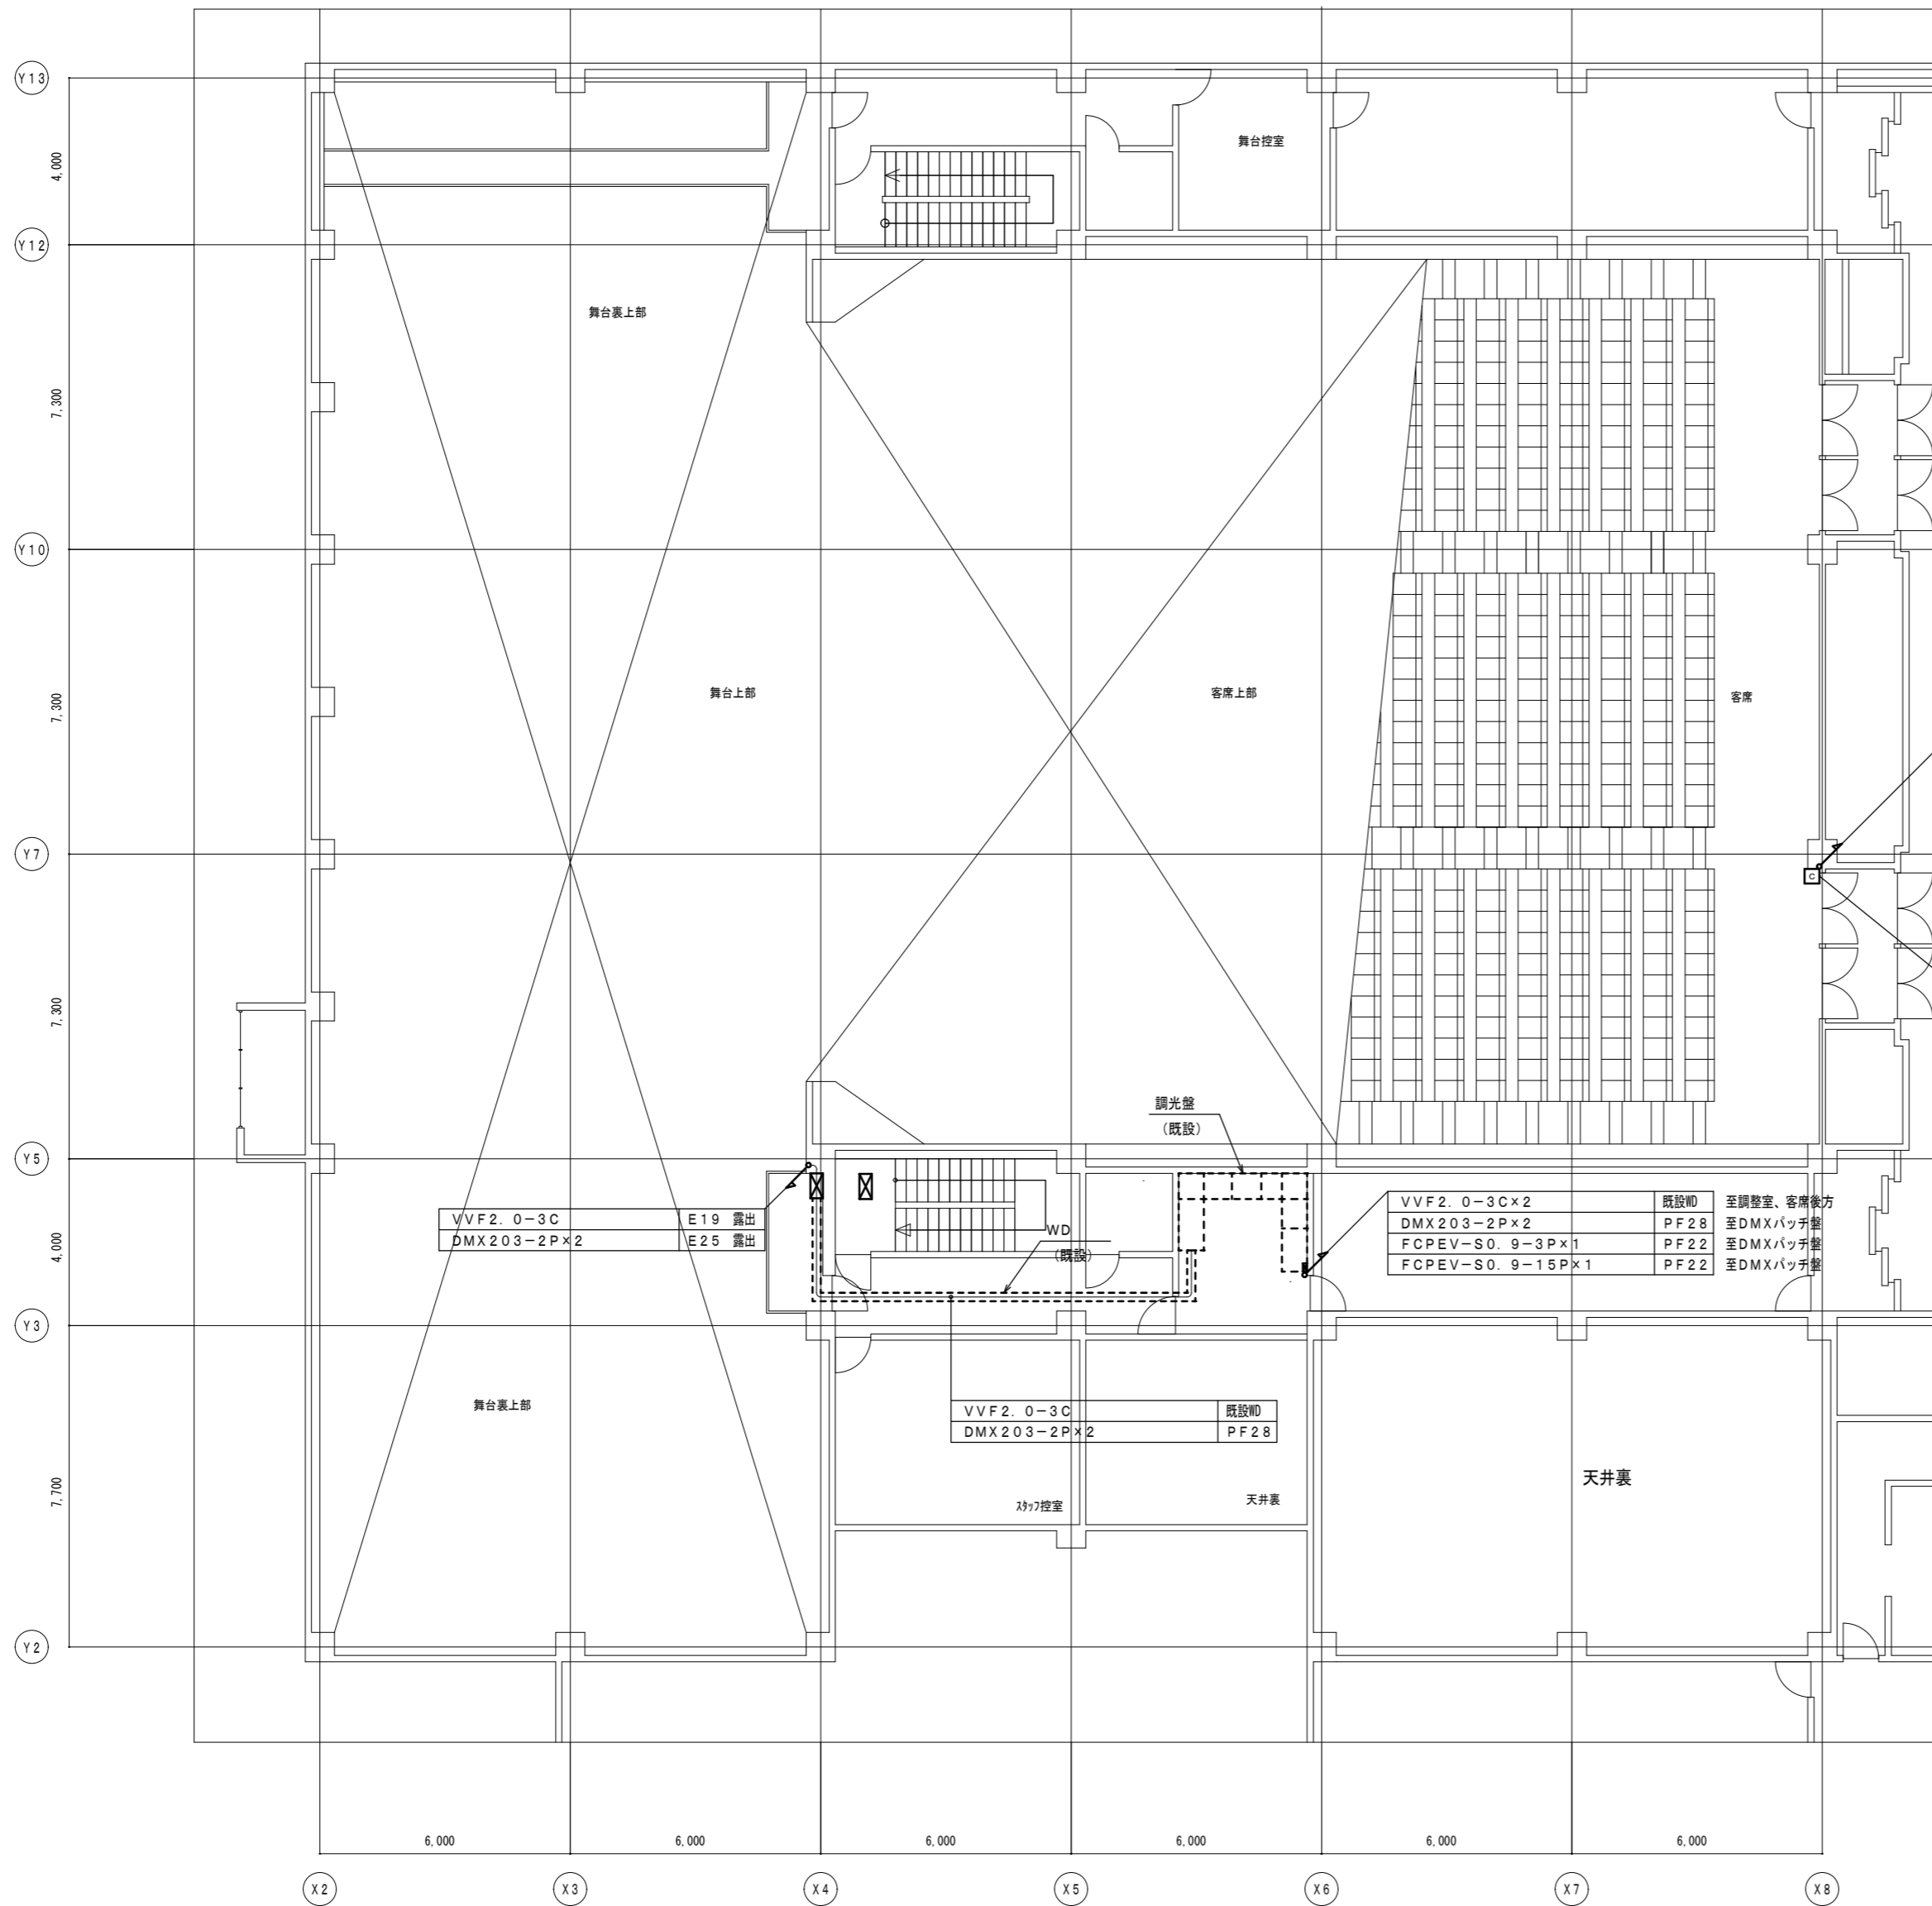 Y13
4,000
舞台控室
Y12
舞台裏上部
7,300
Y10
7,300
舞台上部
客席上部
客席
Y7
C
7,300
調光盤
(既設)
Y5
VVF2.0-3C E19 露出
DMX203-2P×2 E25 露出
WD
(既設)
VVF2.0-3C×2 既設WD 至調整室、客席後方
DMX203-2P×2 PF28 至DMXパッチ盤
FCPEV-S0.9-3P×1 PF22 至DMXパッチ盤
FCPEV-S0.9-15P×1 PF22 至DMXパッチ盤
4,000
Y3
舞台裏上部
VVF2.0-3C 既設WD
DMX203-2P×2 PF28
7,700
スタッフ控室
天井裏
天井裏
Y2
6,000
6,000
6,000
6,000
6,000
6,000
X2
X3
X4
X5
X6
X7
X8